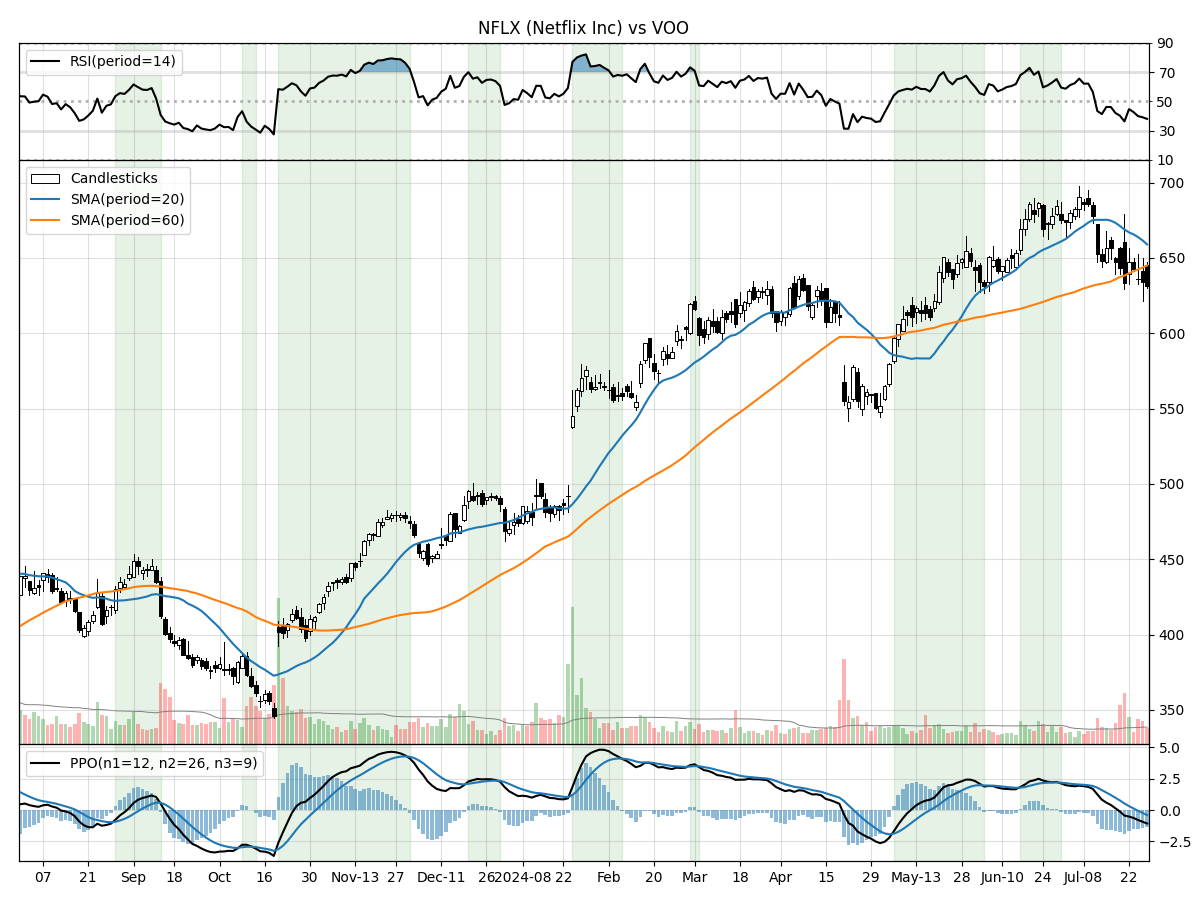 NFLX (Netflix Inc) vs VOO
RSI(period=14)
90
70
50
30
10
Candlesticks
SMA(period=20)
SMA(period=60)
700
650
600
550
500
450
400
350
PPO(n1=12, n2=26, n3=9)
5.0
2.5
0.0
−2.5
07 21 Sep 18 Oct 16 30 Nov-13 27 Dec-11 26 2024-08 22 Feb 20 Mar 18 Apr 15 29 May-13 28 Jun-10 24 Jul-08 22